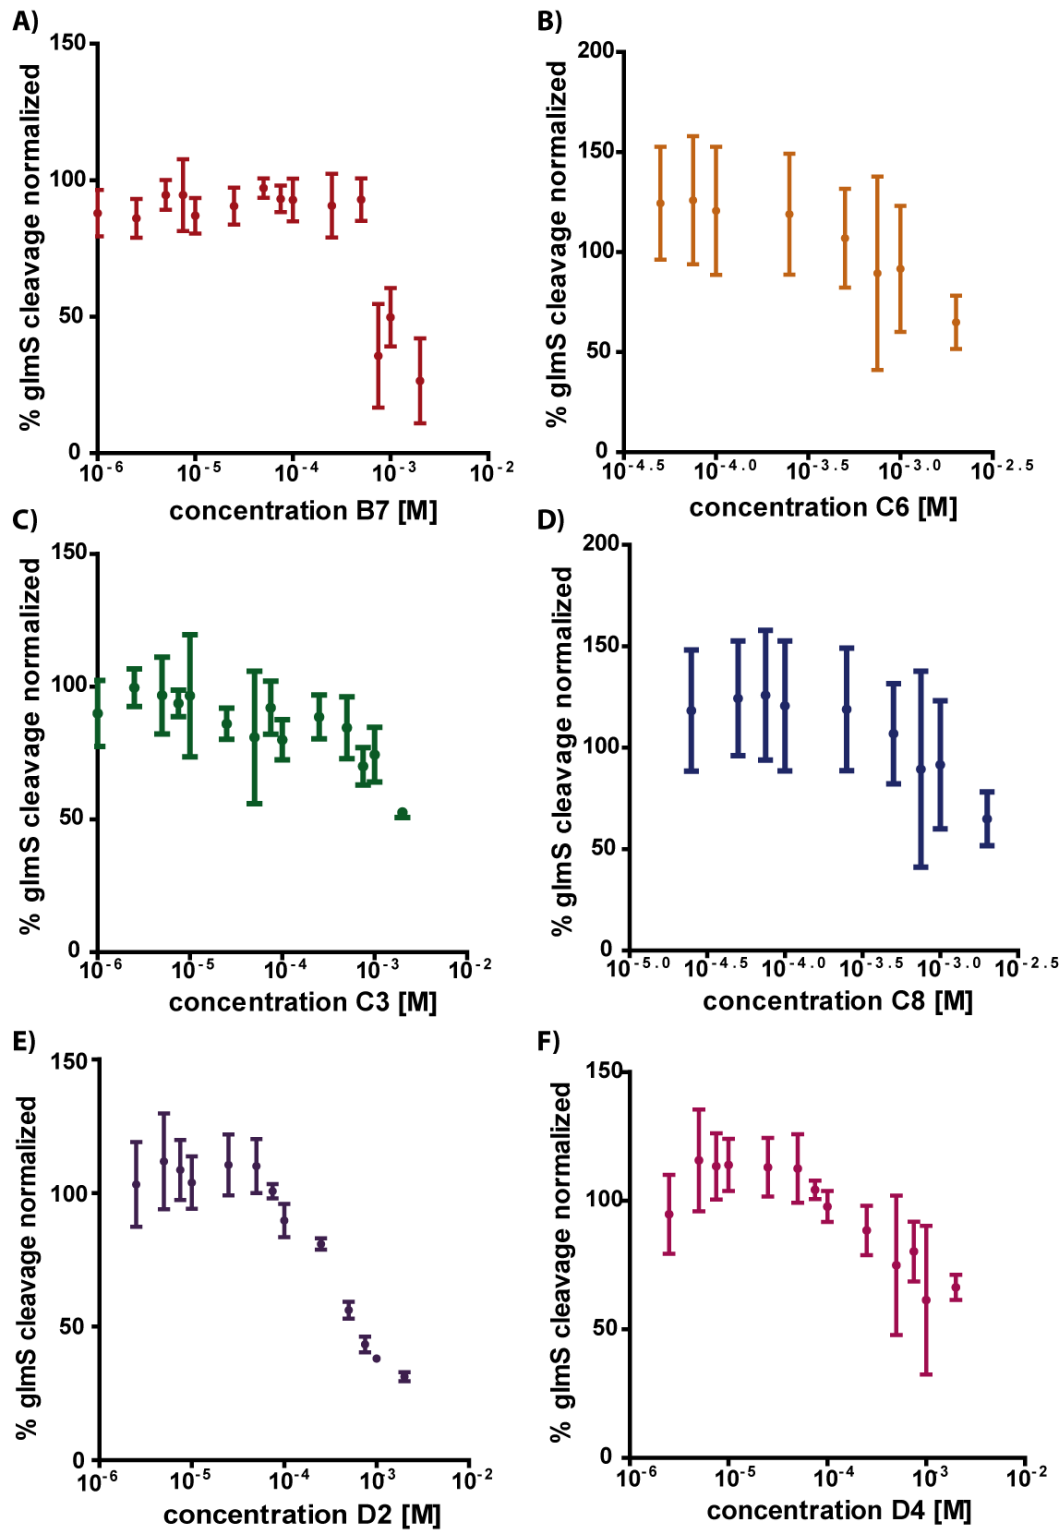 A)
% glmS cleavage normalized
150
100
50
0
10-6 10-5 10-4 10-3 10-2
concentration B7 [M]
B)
% glmS cleavage normalized
200
150
100
50
0
10-4.5 10-4.0 10-3.5 10-3.0 10-2.5
concentration C6 [M]
C)
% glmS cleavage normalized
150
100
50
0
10-6 10-5 10-4 10-3 10-2
concentration C3 [M]
D)
% glmS cleavage normalized
200
150
100
50
0
10-5.0 10-4.5 10-4.0 10-3.5 10-3.0 10-2.5
concentration C8 [M]
E)
% glmS cleavage normalized
150
100
50
0
10-6 10-5 10-4 10-3 10-2
concentration D2 [M]
F)
% glmS cleavage normalized
150
100
50
0
10-6 10-5 10-4 10-3 10-2
concentration D4 [M]